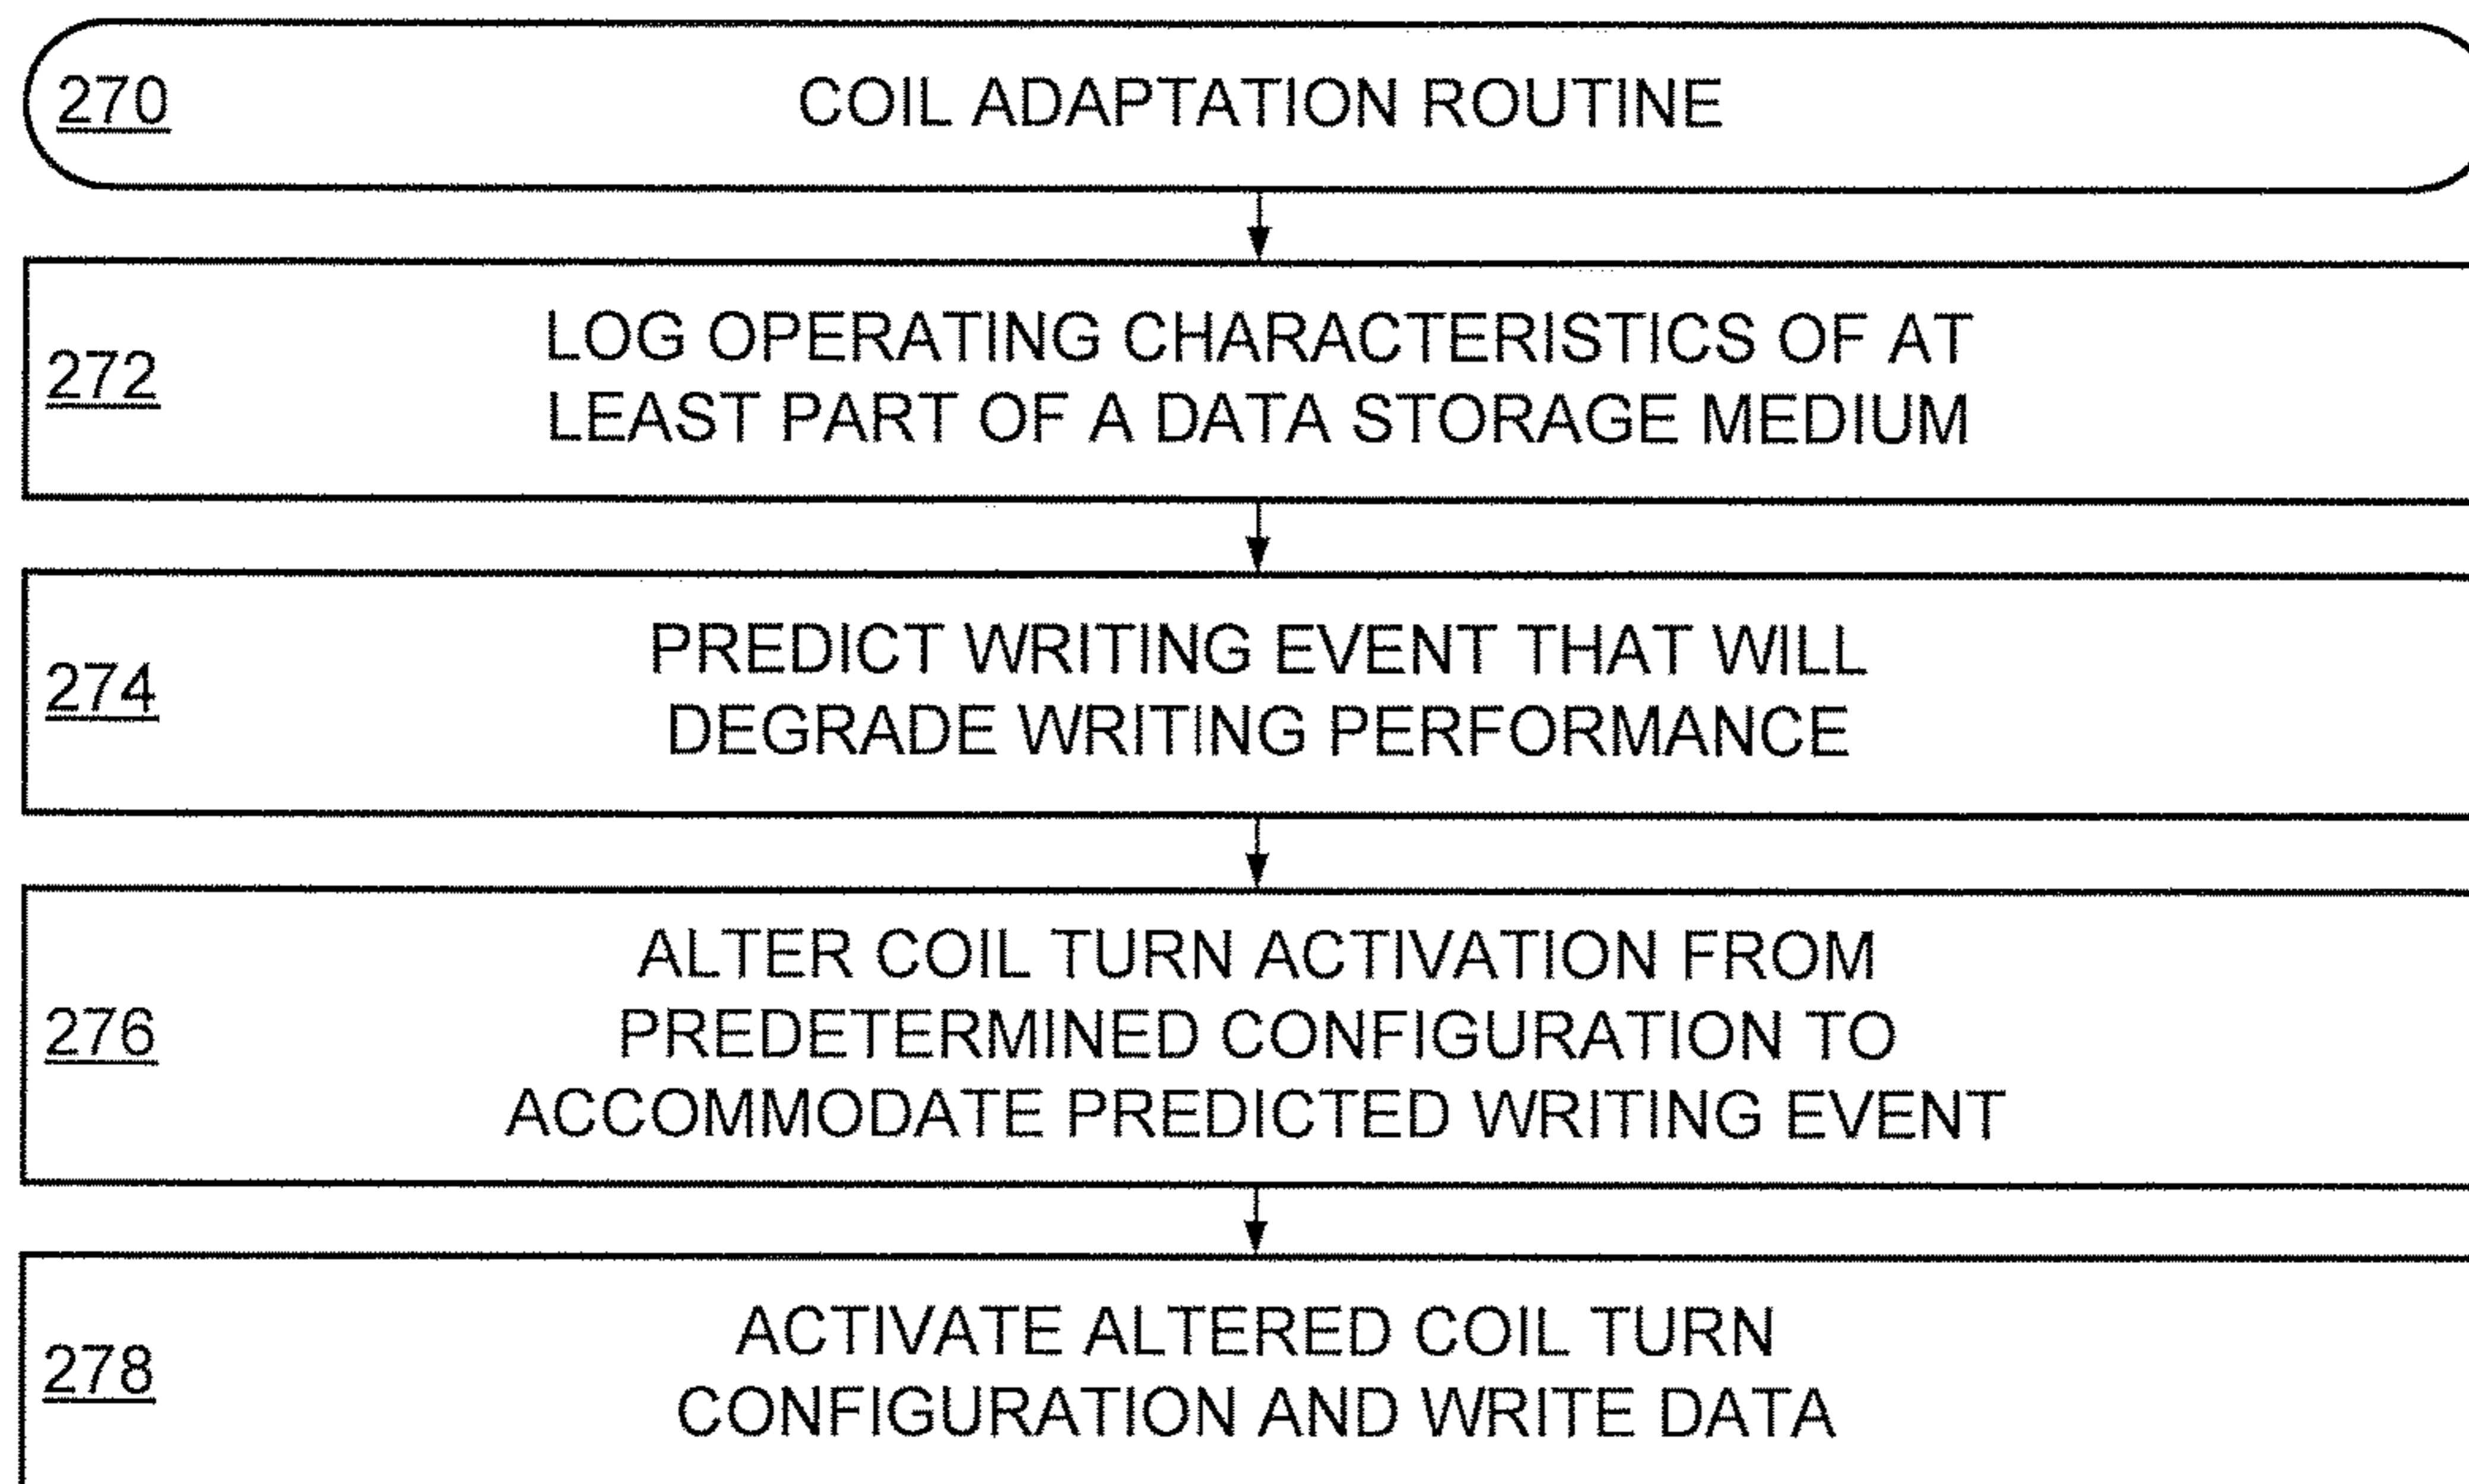 270 COIL ADAPTATION ROUTINE
LOG OPERATING CHARACTERISTICS OF AT
272
LEAST PART OF A DATA STORAGE MEDIUM
PREDICT WRITING EVENT THAT WILL
274
DEGRADE WRITING PERFORMANCE
ALTER COIL TURN ACTIVATION FROM
276 PREDETERMINED CONFIGURATION TO
ACCOMMODATE PREDICTED WRITING EVENT
ACTIVATE ALTERED COIL TURN
278
CONFIGURATION AND WRITE DATA